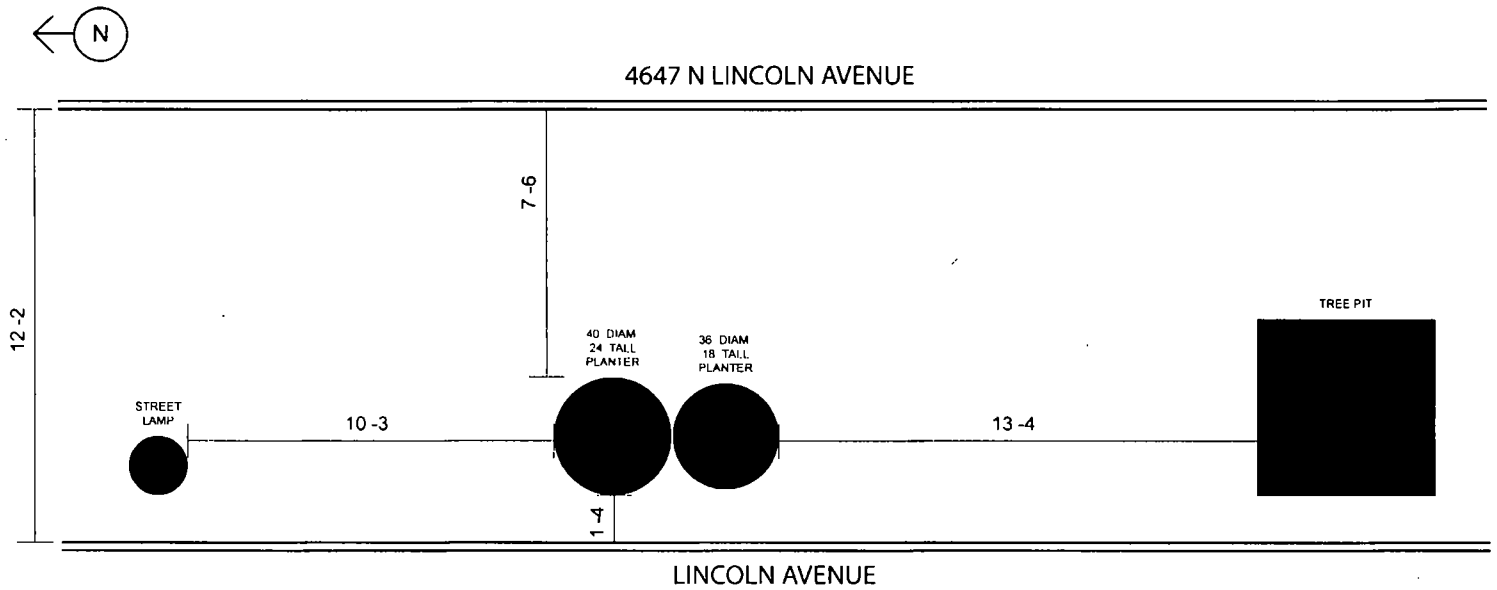 N
4647 N LINCOLN AVENUE
7 -6
12 -2
TREE PIT
40 DIAM
24 TALL
PLANTER
36 DIAM
18 TALL
PLANTER
STREET
LAMP
10 -3
13 -4
1 -4
LINCOLN AVENUE